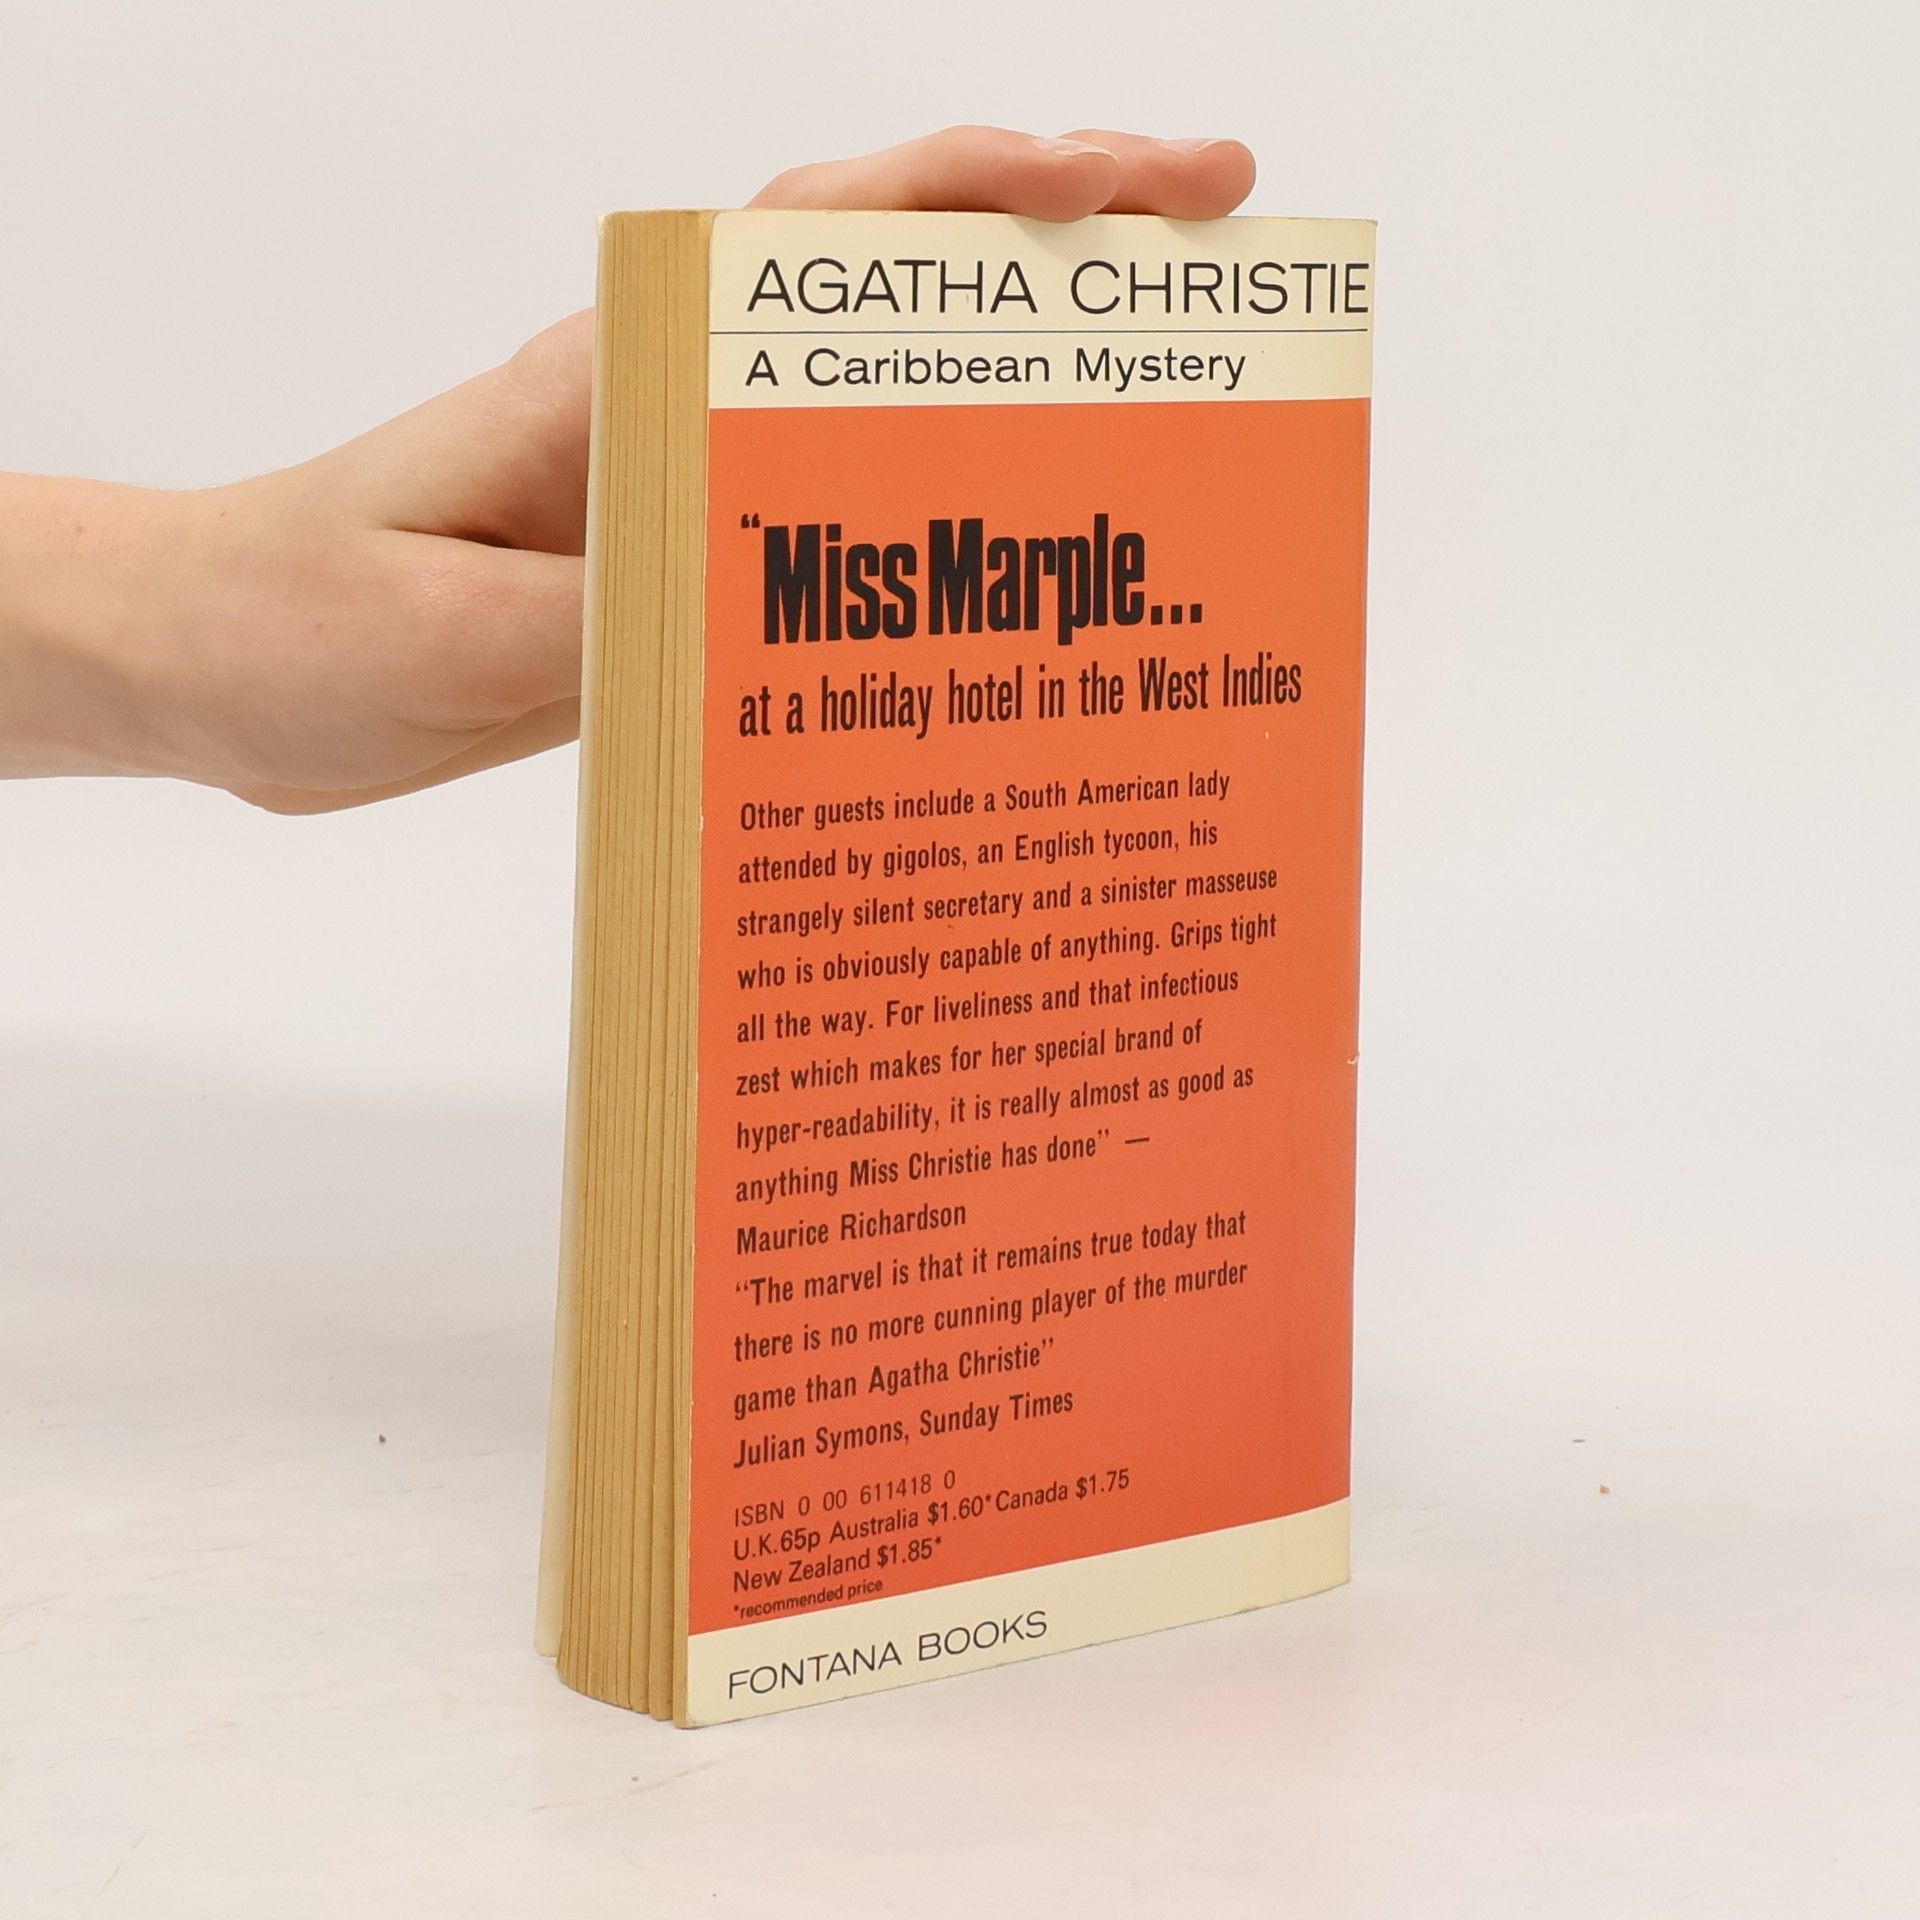 AGATHA CHRISTIE
A Caribbean Mystery
“Miss Marple...
at a holiday hotel in the West Indies
Other guests include a South American lady
attended by gigolos, an English tycoon, his
strangely silent secretary and a sinister masseuse
who is obviously capable of anything. Grips tight
all the way. For liveliness and that infectious
zest which makes for her special brand of
hyper-readability, it is really almost as good as
anything Miss Christie has done” —
Maurice Richardson
“The marvel is that it remains true today that
there is no more cunning player of the murder
game than Agatha Christie”
Julian Symons, Sunday Times
ISBN 0 00 611418 0
U.K.65p Australia $1.60* Canada $1.75
New Zealand $1.85*
*recommended price
FONTANA BOOKS